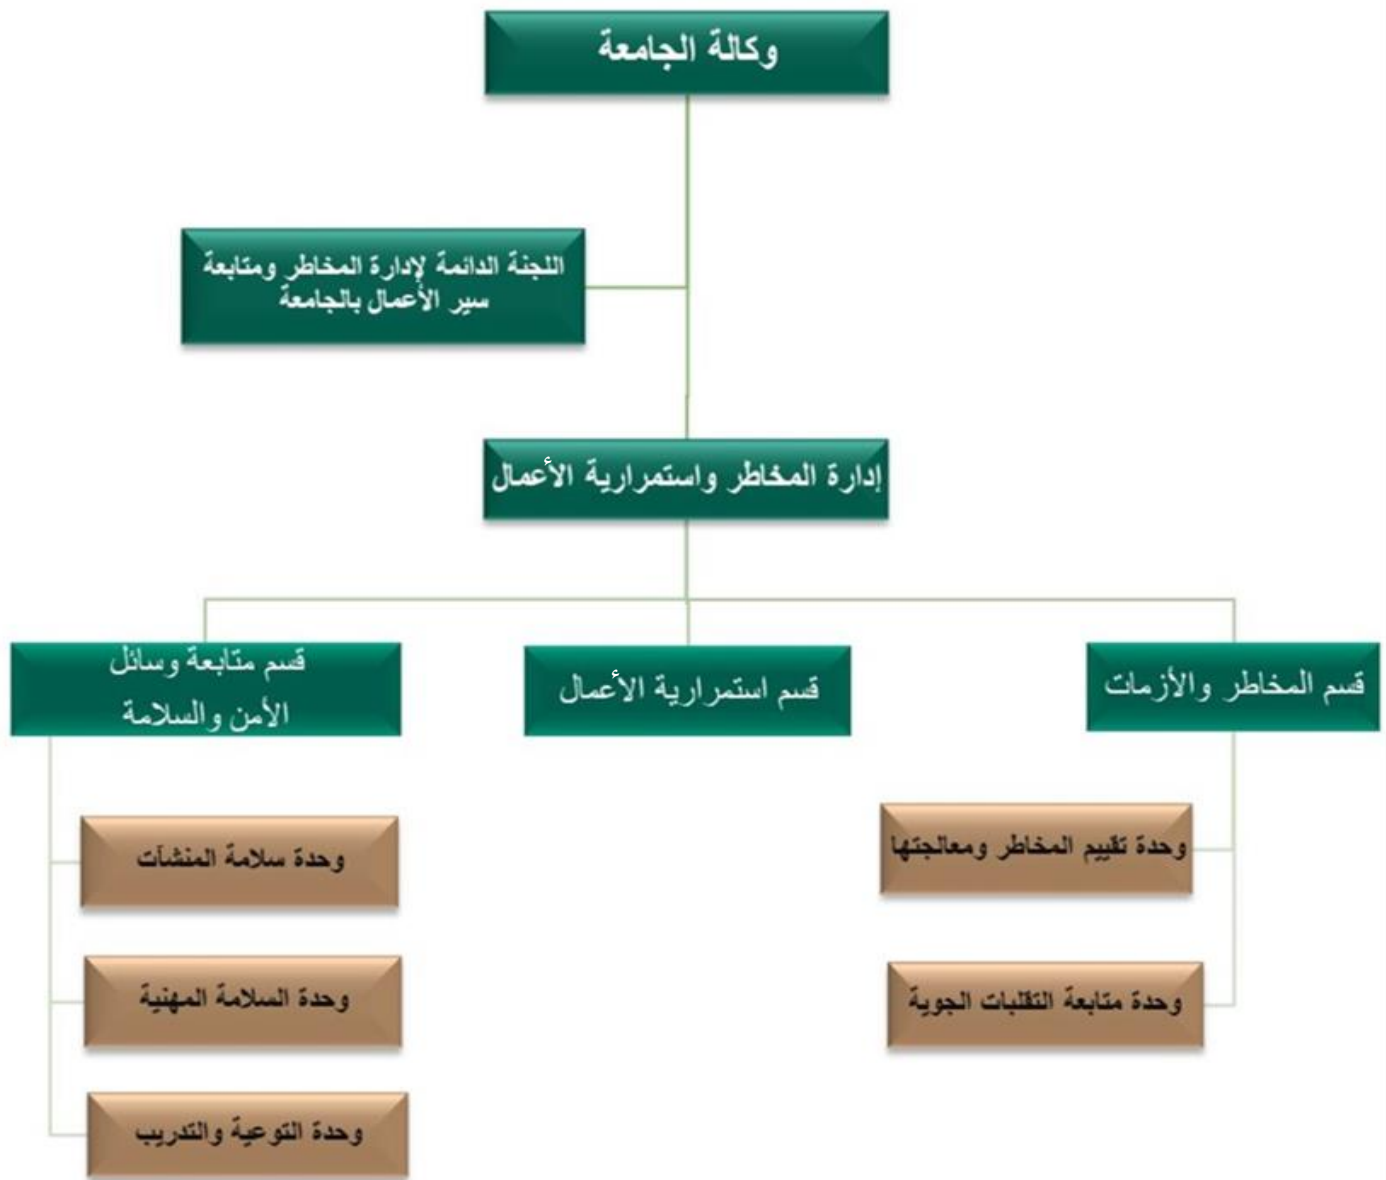 وكالة الجامعة
اللجنة الدائمة لإدارة المخاطر ومتابعة
سير الأعمال بالجامعة
إدارة المخاطر واستمرارية الأعمال
قسم المخاطر والأزمات
قسم استمرارية الأعمال
قسم متابعة وسائل
الأمن والسلامة
وحدة تقييم المخاطر ومعالجتها
وحدة متابعة التقلبات الجوية
وحدة سلامة المنشآت
وحدة السلامة المهنية
وحدة التوعية والتدريب